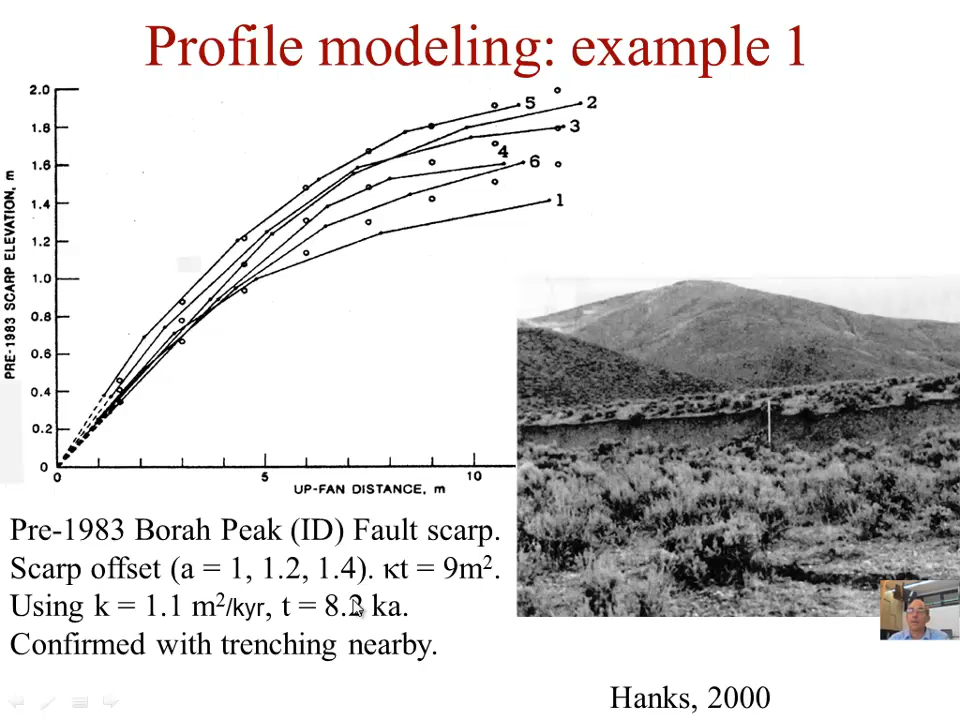 Profile modeling: example 1
2.0
1.8
1.6
1.4
1.2
1.0
0.8
0.6
0.4
0.2
0
PRE-1983 SCARP ELEVATION, m
5
2
3
4
6
1
0
5
10
UP-FAN DISTANCE, m
Pre-1983 Borah Peak (ID) Fault scarp.
Scarp offset (a = 1, 1.2, 1.4). κt = 9m².
Using k = 1.1 m²/kyr, t = 8.2 ka.
Confirmed with trenching nearby.
Hanks, 2000